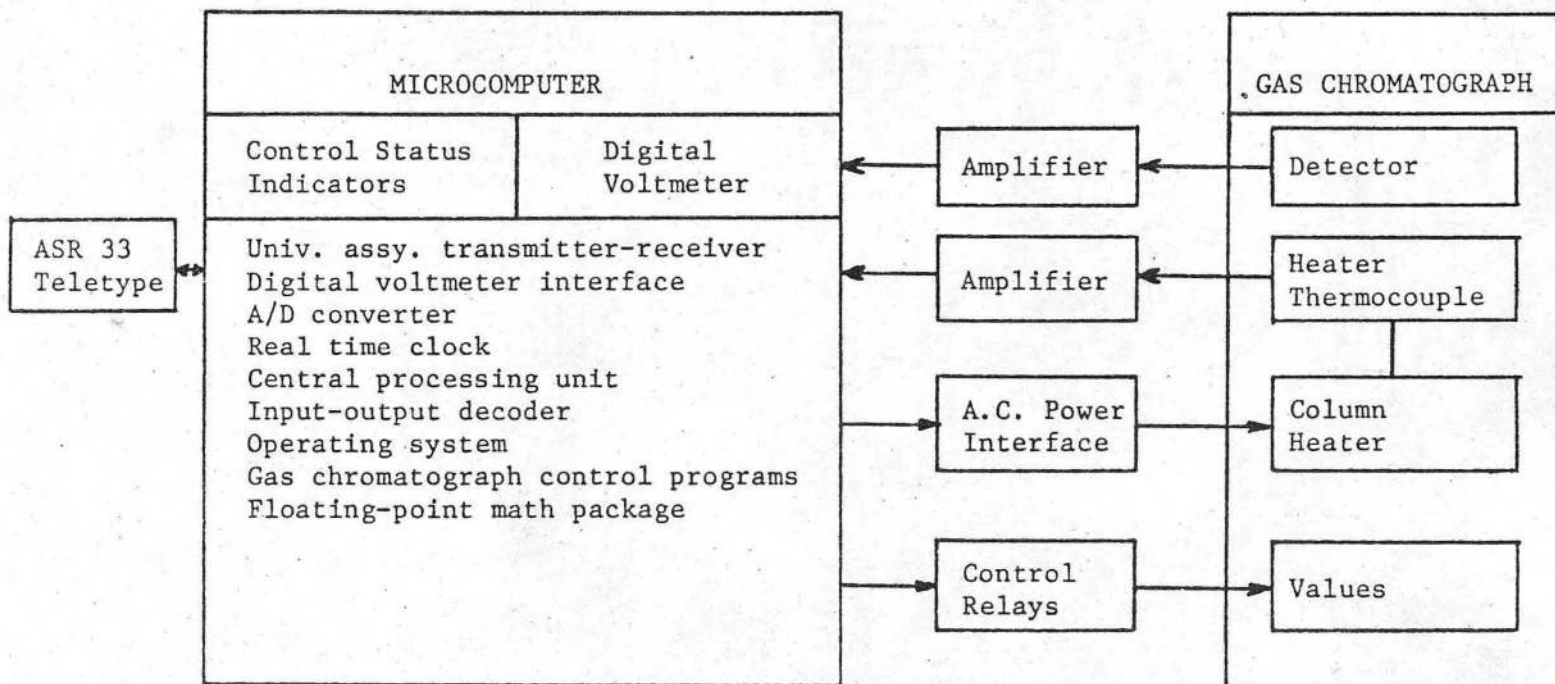 MICROCOMPUTER
Control Status
Indicators
Digital
Voltmeter
ASR 33
Teletype
Univ. assy. transmitter-receiver
Digital voltmeter interface
A/D converter
Real time clock
Central processing unit
Input-output decoder
Operating system
Gas chromatograph control programs
Floating-point math package
Amplifier
Amplifier
A.C. Power
Interface
Control
Relays
GAS CHROMATOGRAPH
Detector
Heater
Thermocouple
Column
Heater
Values